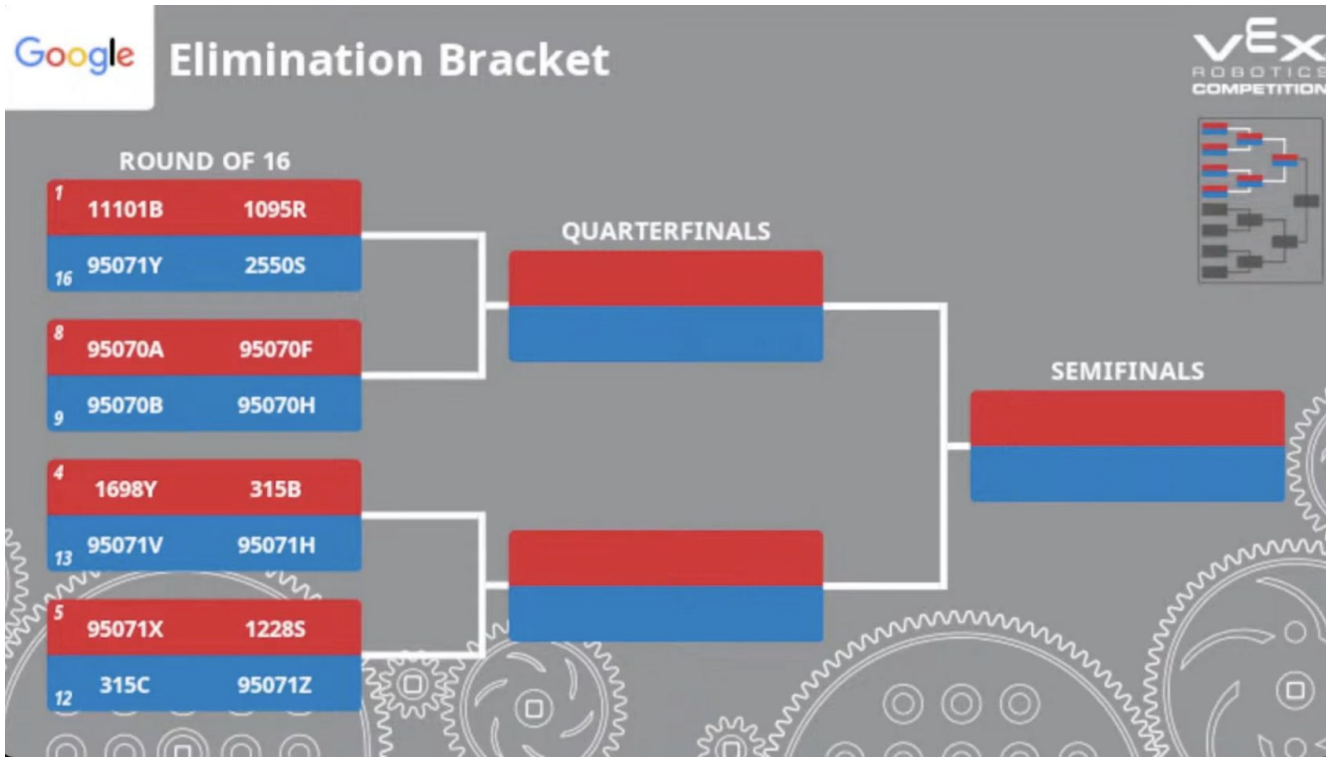 Google
Elimination Bracket
VEX
ROBOTICS
COMPETITION
ROUND OF 16
1
11101B 1095R
16 95071Y 2550S
8
95070A 95070F
9 95070B 95070H
4
1698Y 315B
13 95071V 95071H
5
95071X 1228S
12 315C 95071Z
QUARTERFINALS
SEMIFINALS